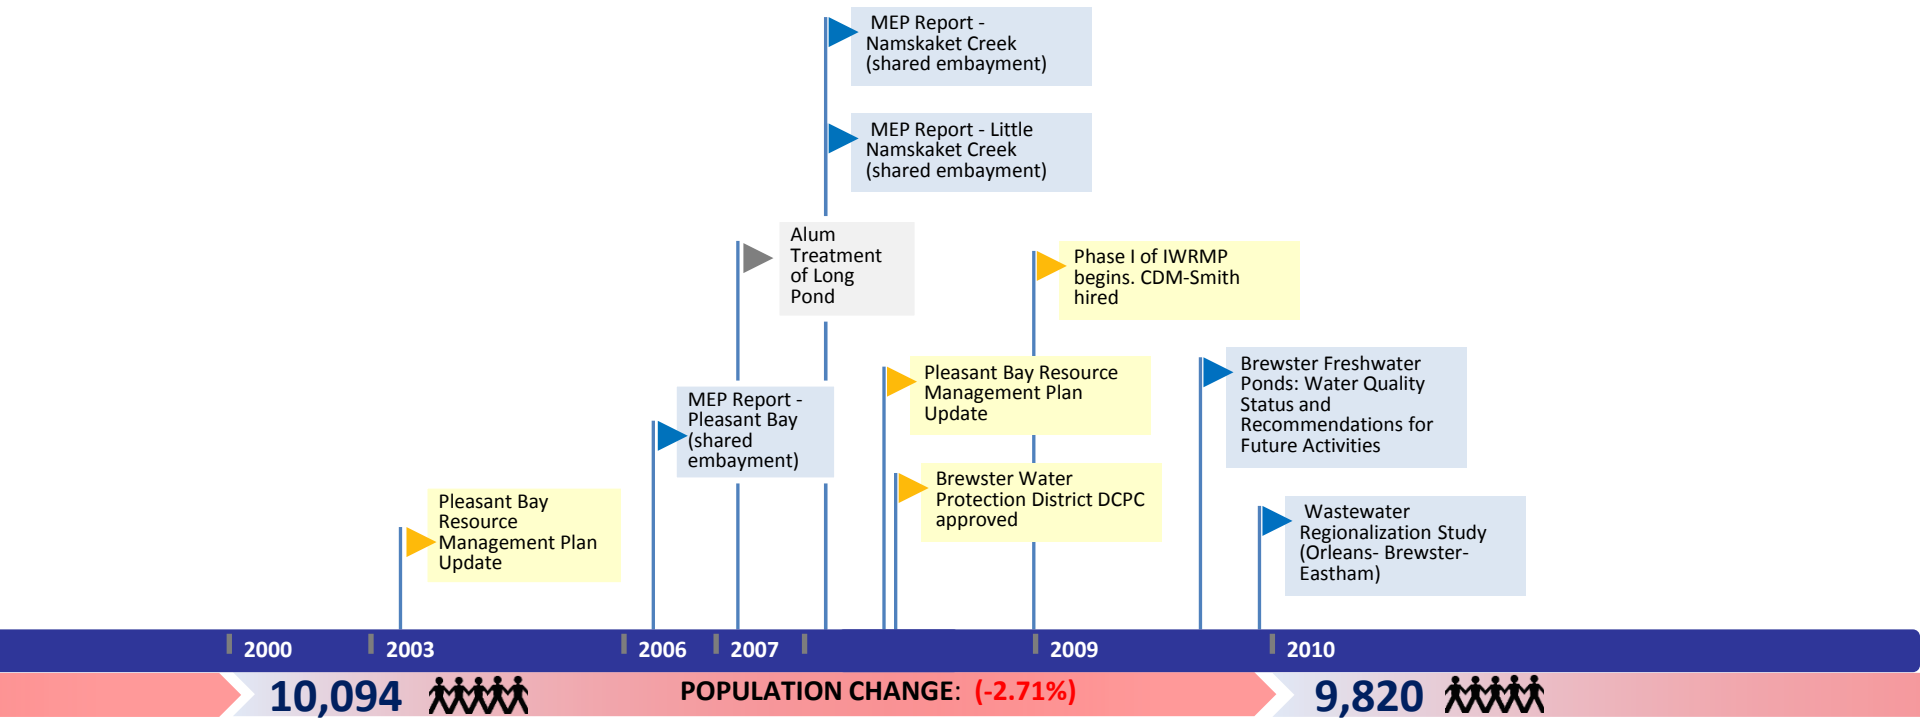 MEP Report -
Namskaket Creek
(shared embayment)
MEP Report - Little
Namskaket Creek
(shared embayment)
Alum
Treatment
of Long
Pond
Phase I of IWRMP
begins. CDM-Smith
hired
Pleasant Bay Resource
Management Plan
Update
Brewster Freshwater
Ponds: Water Quality
Status and
Recommendations for
Future Activities
MEP Report -
Pleasant Bay
(shared
embayment)
Brewster Water
Protection District DCPC
approved
Pleasant Bay
Resource
Management Plan
Update
Wastewater
Regionalization Study
(Orleans- Brewster-
Eastham)
2000 2003 2006 2007 2009 2010
10,094 POPULATION CHANGE: (-2.71%) 9,820